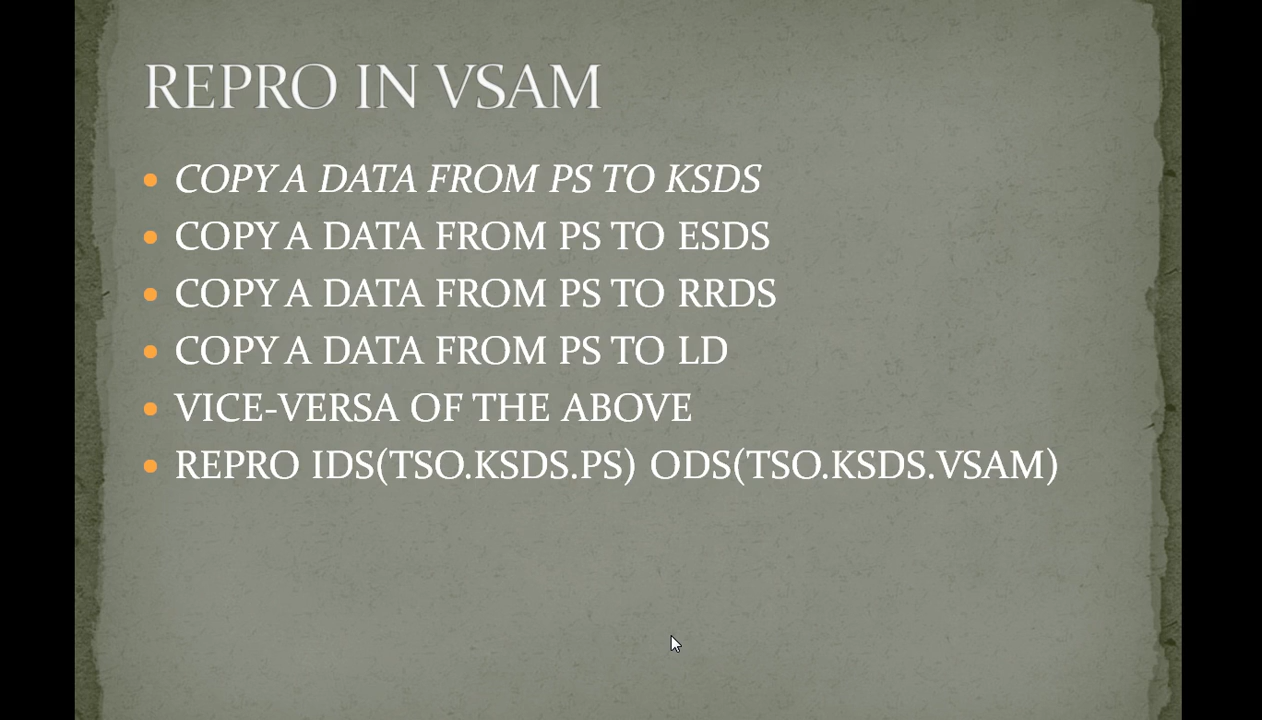 REPRO IN VSAM
COPY A DATA FROM PS TO KSDS
COPY A DATA FROM PS TO ESDS
COPY A DATA FROM PS TO RRDS
COPY A DATA FROM PS TO LD
VICE-VERSA OF THE ABOVE
REPRO IDS(TSO.KSDS.PS) ODS(TSO.KSDS.VSAM)